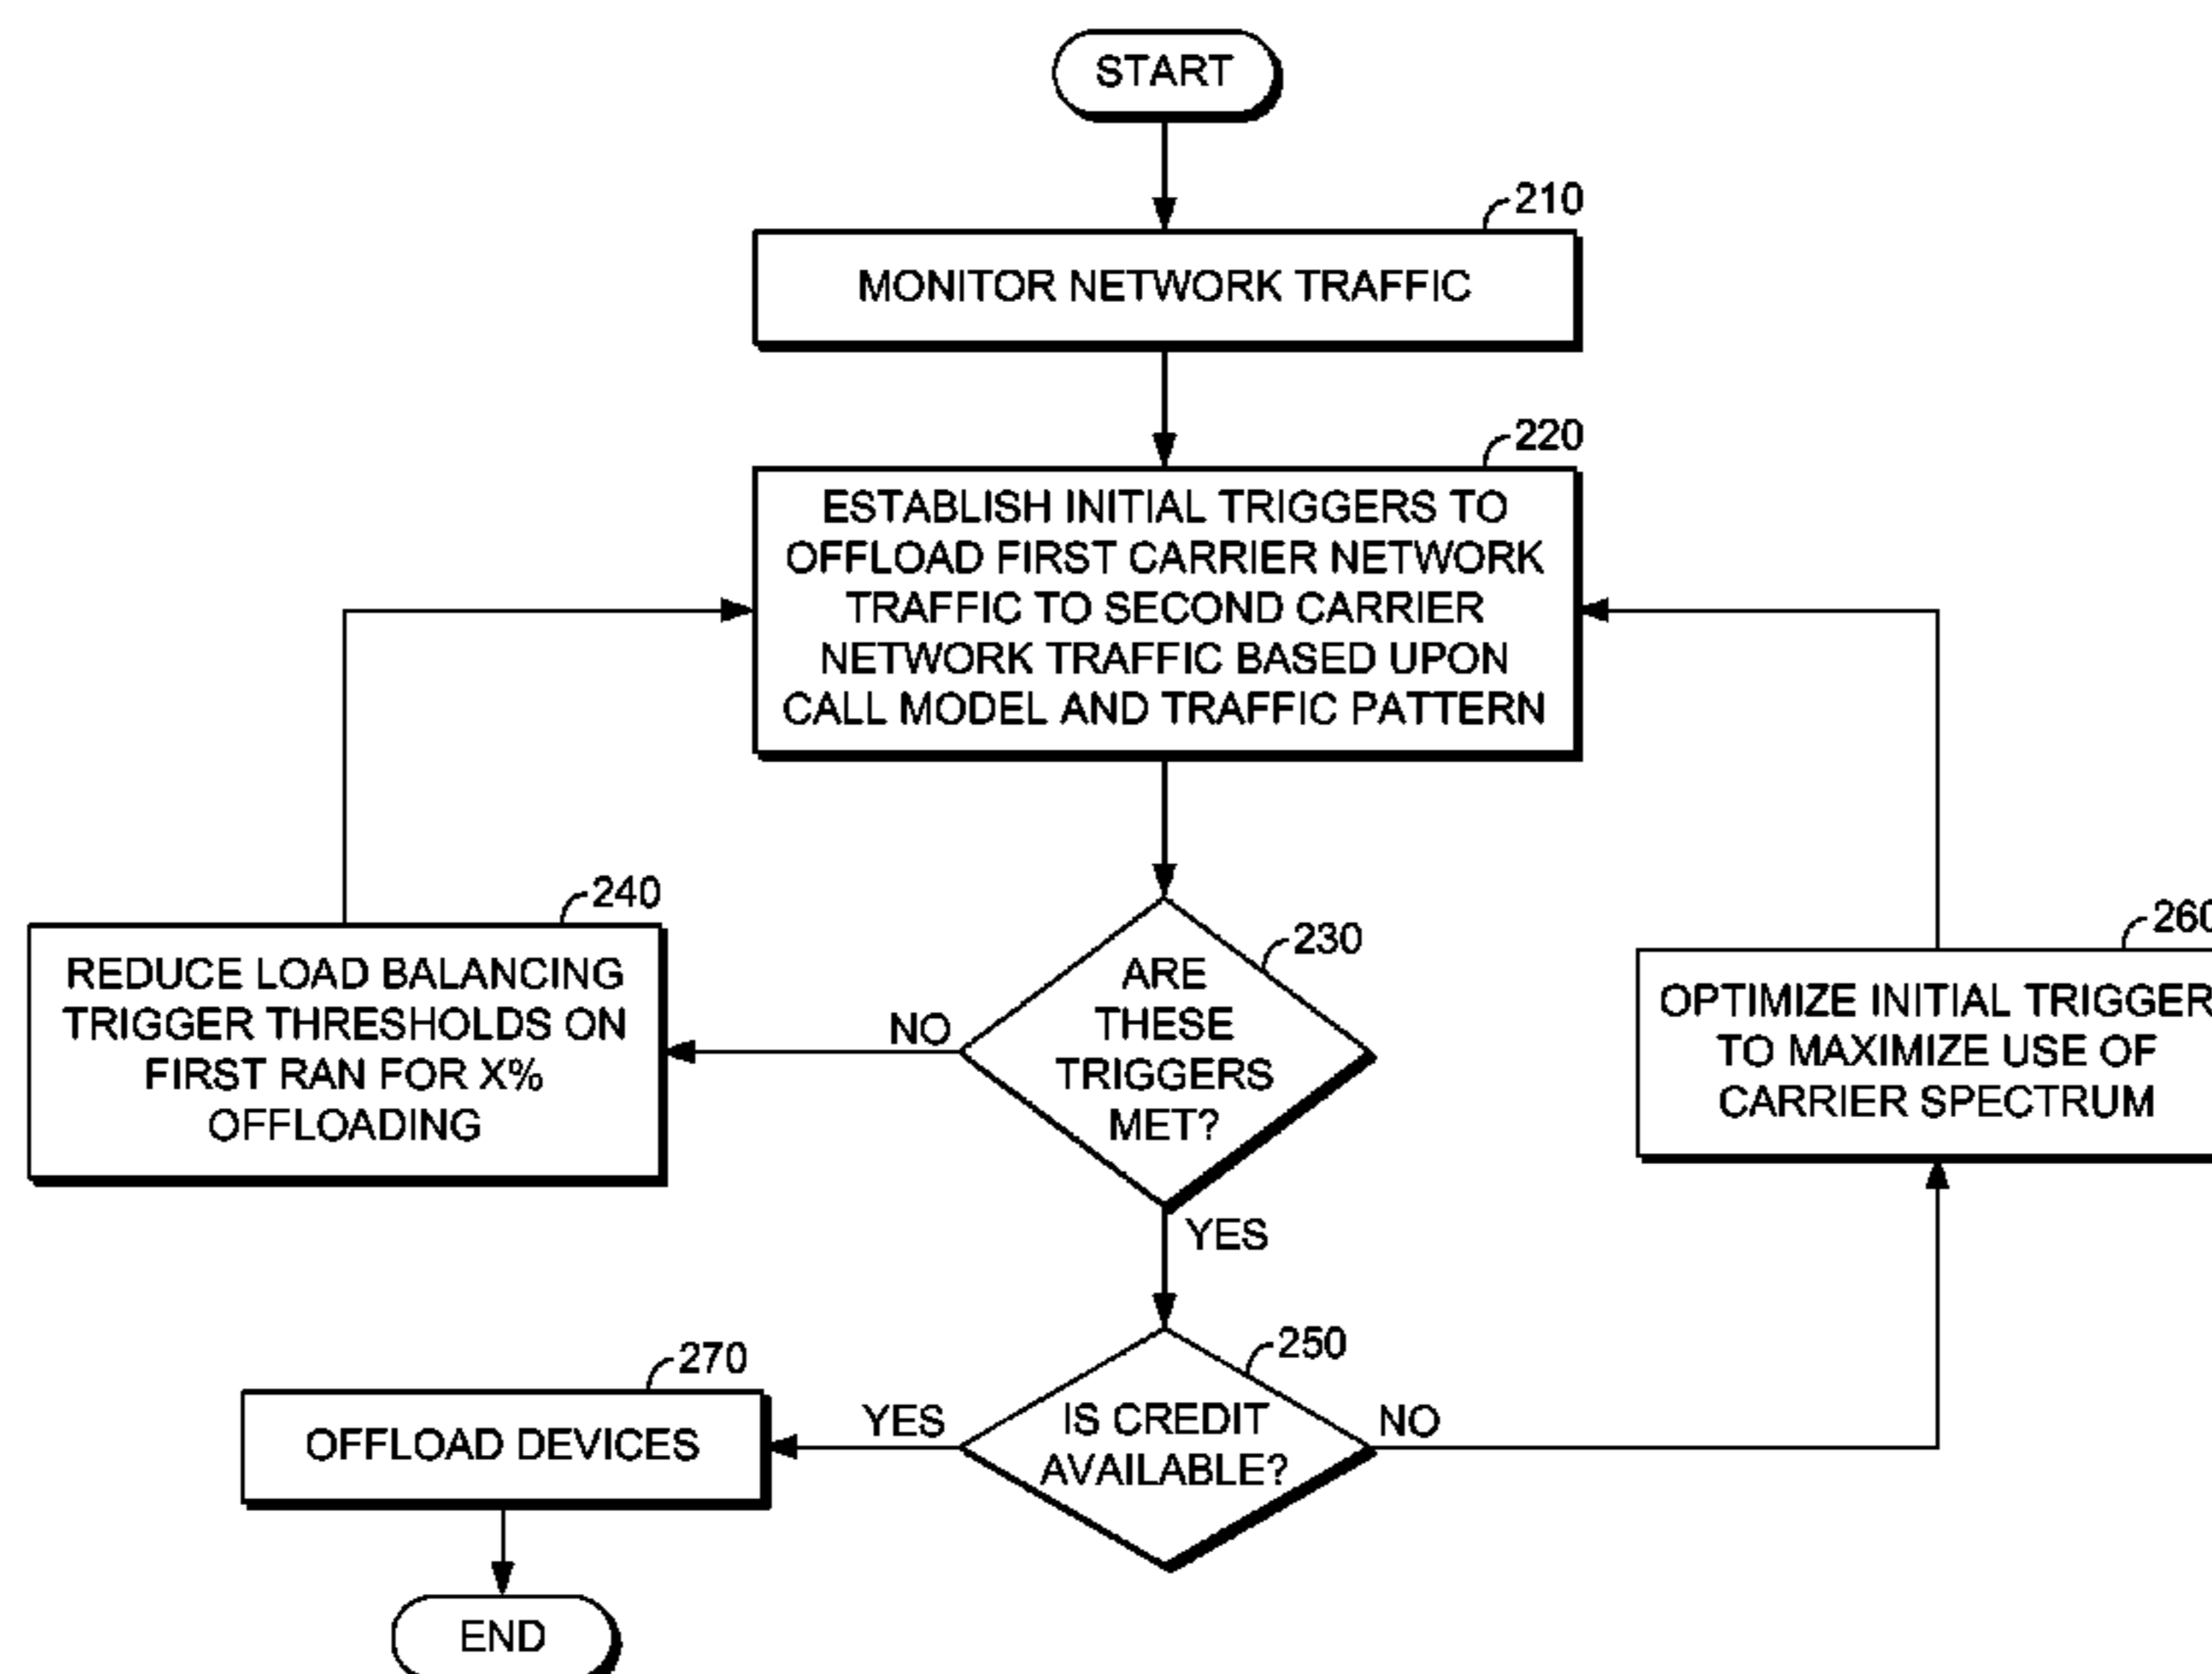 START
210
MONITOR NETWORK TRAFFIC
220
ESTABLISH INITIAL TRIGGERS TO
OFFLOAD FIRST CARRIER NETWORK
TRAFFIC TO SECOND CARRIER
NETWORK TRAFFIC BASED UPON
CALL MODEL AND TRAFFIC PATTERN
240
REDUCE LOAD BALANCING
TRIGGER THRESHOLDS ON
FIRST RAN FOR X%
OFFLOADING
NO
230
ARE
THESE
TRIGGERS
MET?
YES
260
OPTIMIZE INITIAL TRIGGER
TO MAXIMIZE USE OF
CARRIER SPECTRUM
250
IS CREDIT
AVAILABLE?
NO
YES
270
OFFLOAD DEVICES
END